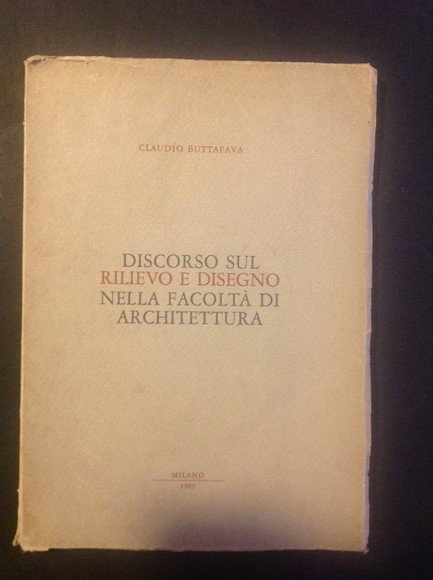 CLAUDIO BUTTAFAVA
DISCORSO SUL
RILIEVO E DISEGNO
NELLA FACOLTÀ DI
ARCHITETTURA
MILANO